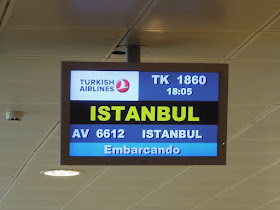 TURKISH AIRLINES TK 1860
18:05
ISTANBUL
AV 6612 ISTANBUL
Embarcando